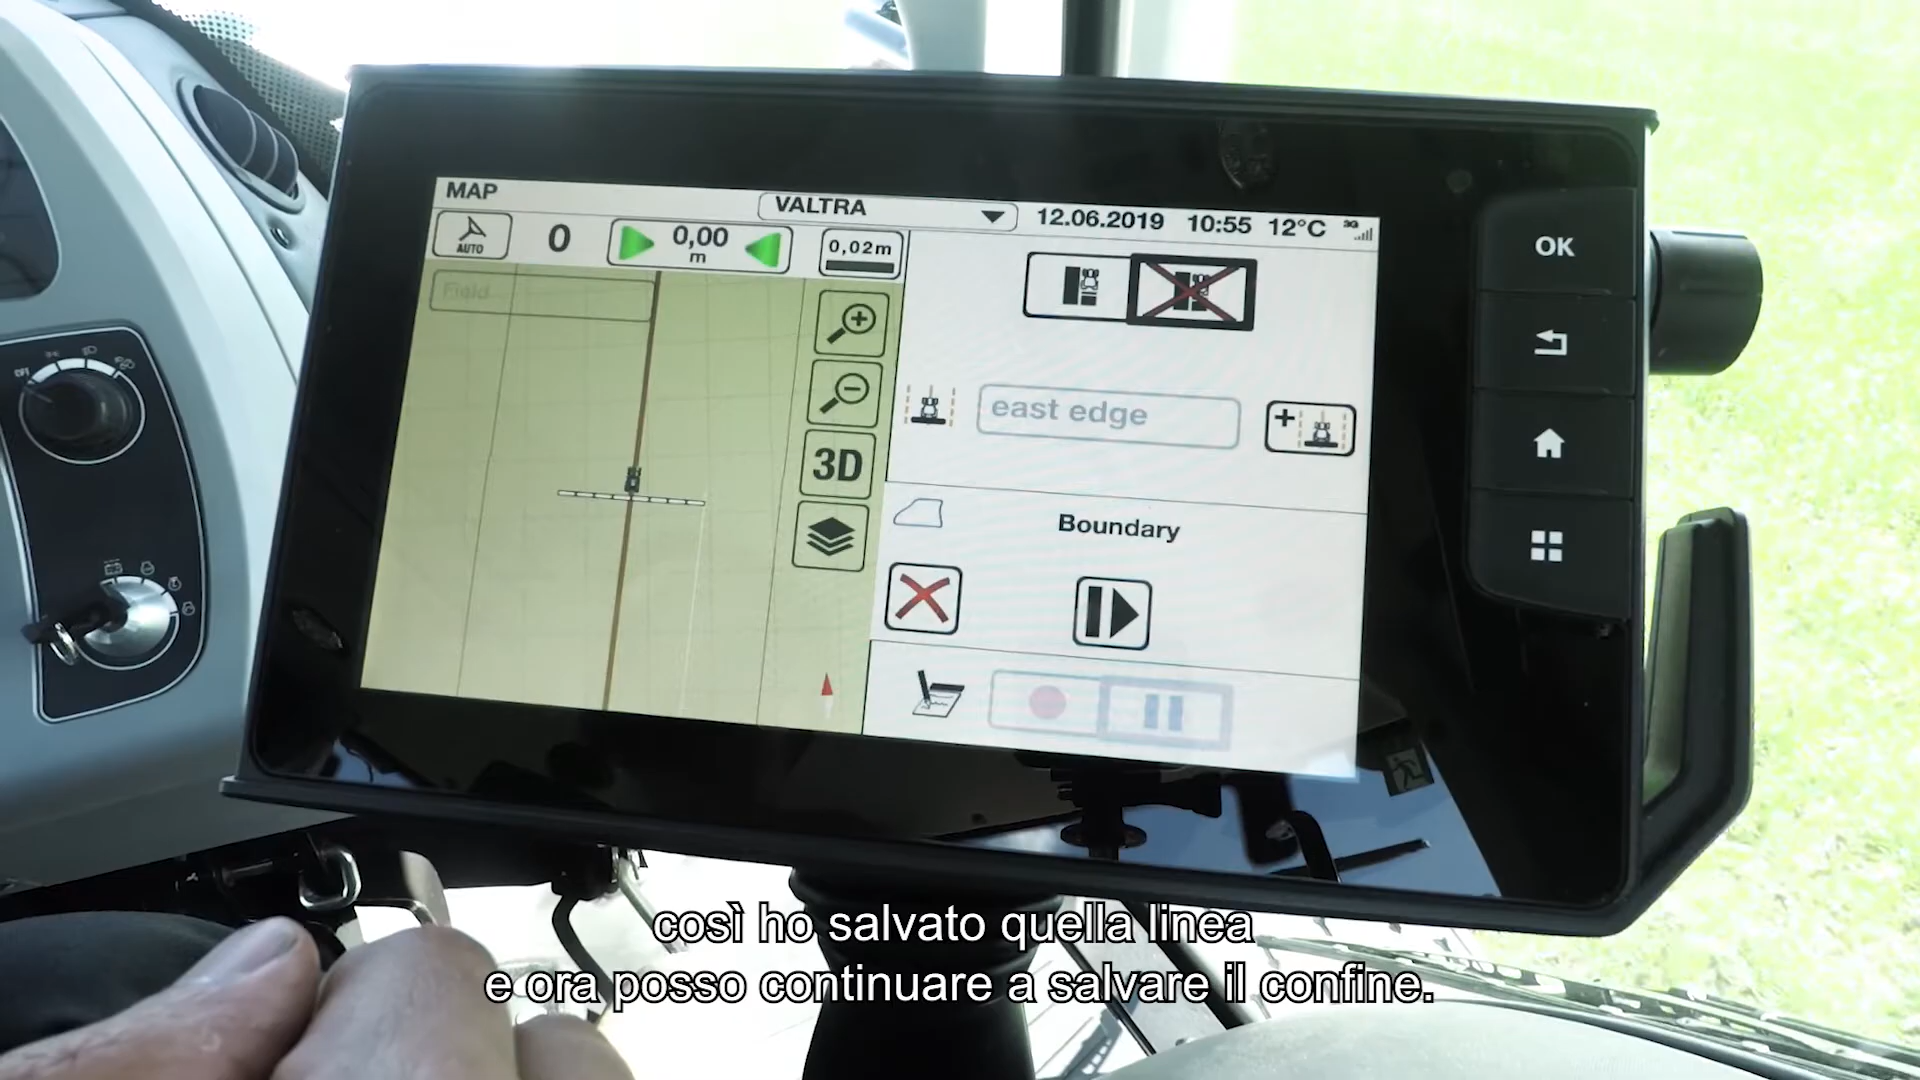 MAP
VALTRA
12.06.2019 10:55 12°C 3G
AUTO
0
0,00
m
0,02m
Field
3D
east edge
Boundary
OK
così ho salvato quella linea
e ora posso continuare a salvare il confine.